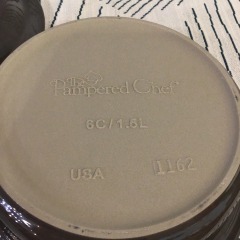 The
Pampered Chef®
6C/1.5L
USA 1162